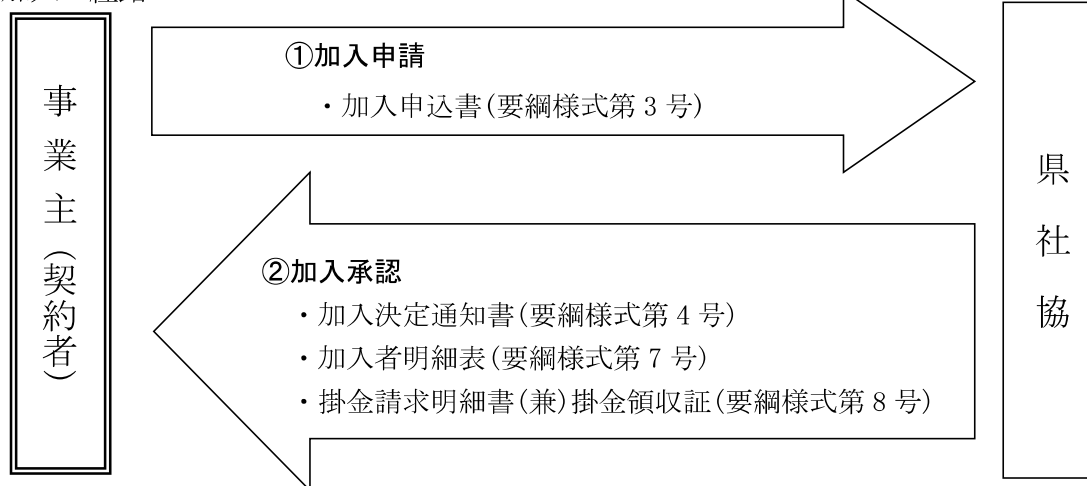 事業主（契約者）
①加入申請
・加入申込書(要綱様式第３号)
②加入承認
・加入決定通知書(要綱様式第４号)
・加入者明細表(要綱様式第７号)
・掛金請求明細書(兼)掛金領収証(要綱様式第８号)
県社協